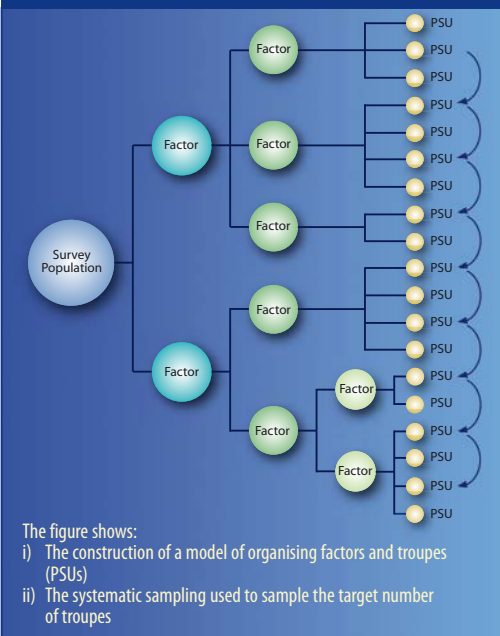 PSU
Factor
PSU
PSU
PSU
PSU
Factor
Factor
PSU
PSU
PSU
Factor
PSU
Survey
Population
PSU
PSU
Factor
PSU
PSU
Factor
PSU
Factor
PSU
Factor
PSU
Factor
PSU
Factor
PSU
PSU
The figure shows:
i) The construction of a model of organising factors and troupes
(PSUs)
ii) The systematic sampling used to sample the target number
of troupes